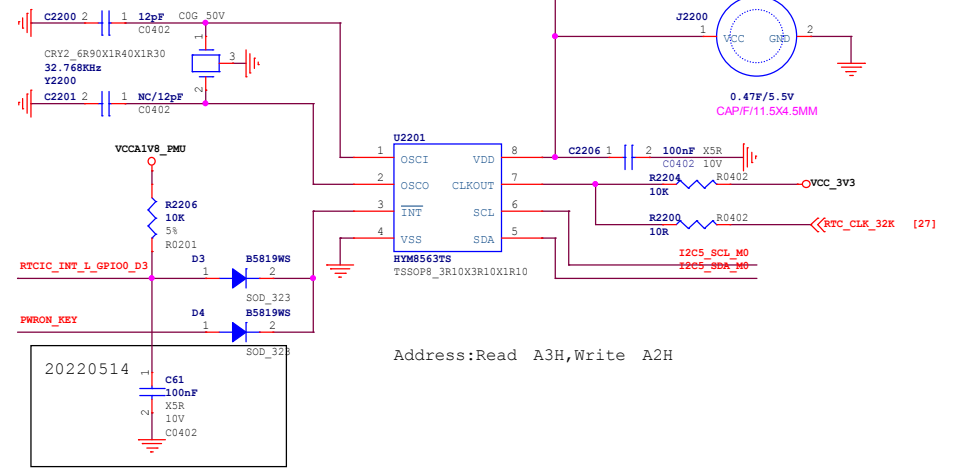 C2200 2 1 12pF C0G 50V
C0402
1
CRY2_6R90X1R40X1R30
32.768KHz
Y2200
3
2
C2201 2 1 NC/12pF
C0402
J2200
1 VCC GND 2
0.47F/5.5V
CAP/F/11.5X4.5MM
VCCA1V8_PMU
R2206
10K
5%
R0201
U2201
1 OSCI VDD 8
2 OSCO CLKOUT 7
3 INT SCL 6
4 VSS SDA 5
HYM8563TS
TSSOP8_3R10X3R10X1R10
C2206 1 2 100nF X5R
C0402 10V
R2204 R0402
10K
VCC_3V3
R2200 R0402
10R
RTC_CLK_32K [27]
I2C5_SCL_M0
I2C5_SDA_M0
RTCIC_INT_L_GPIO0_D3
D3 B5819WS
1 2
SOD_323
PWRON_KEY
D4 B5819WS
1 2
SOD_323
Address:Read A3H,Write A2H
20220514
1
C61
100nF
X5R
2
10V
C0402